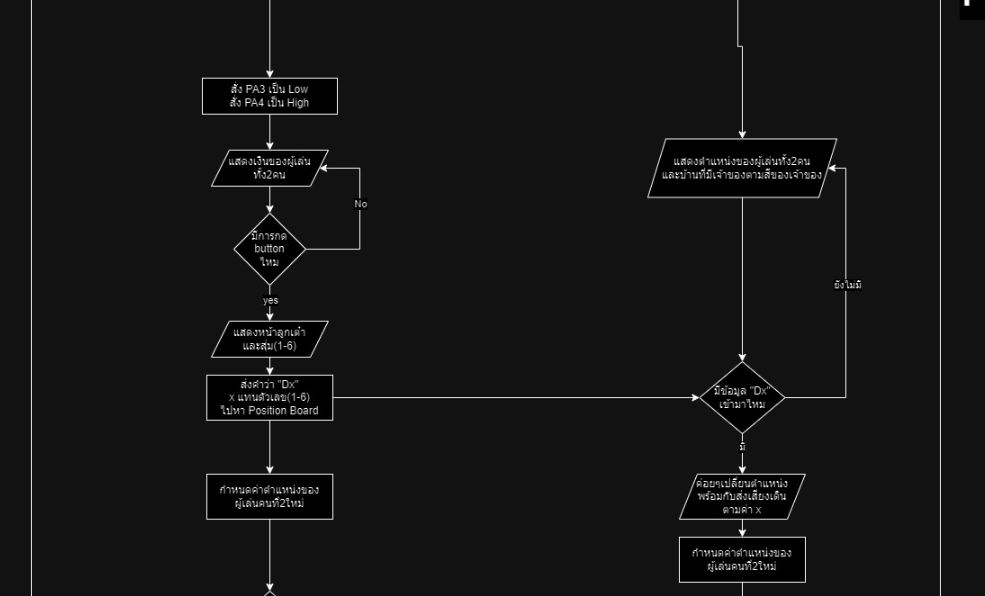 สั่ง PA3 เป็น Low
สั่ง PA4 เป็น High
แสดงเงินของผู้เล่น
ทั้ง2คน
No
มีการกด
button
ไหม
yes
แสดงหน้าลูกเต๋า
และสุ่ม(1-6)
ส่งคำว่า "Dx"
x แทนตัวเลข(1-6)
ไปหา Position Board
กำหนดค่าตำแหน่งของ
ผู้เล่นคนที่2ใหม่
แสดงตำแหน่งของผู้เล่นทั้ง2คน
และบ้านที่มีเจ้าของตามสีของเจ้าของ
ยังไม่มี
มีข้อมูล "Dx"
เข้ามาไหม
มี
ค่อยๆเปลี่ยนตำแหน่ง
พร้อมกับส่งเสียงเดิน
ตามค่า x
กำหนดค่าตำแหน่งของ
ผู้เล่นคนที่2ใหม่